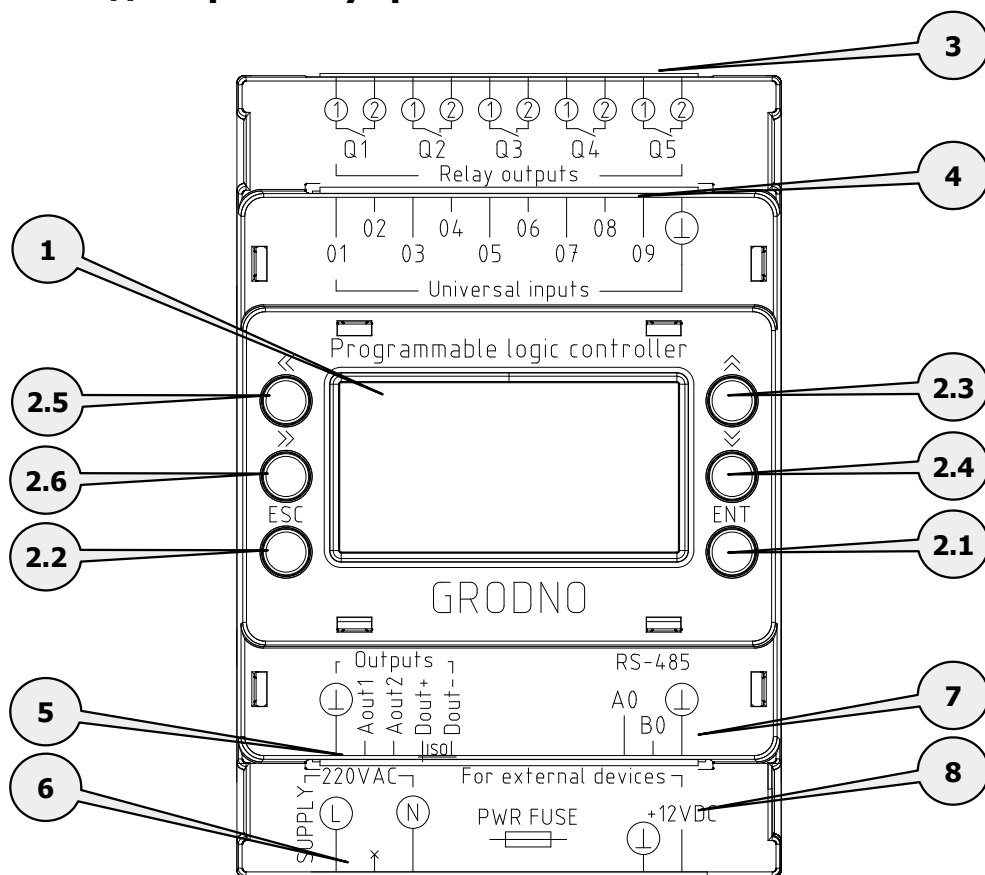 3
1 2 1 2 1 2 1 2 1 2
Q1 Q2 Q3 Q4 Q5
Relay outputs
4
02 04 06 08
01 03 05 07 09
1
Universal inputs
Programmable logic controller
« ︽
2.5 2.3
» ︾
2.6 2.4
ESC ENT
2.2 2.1
GRODNO
Outputs RS-485
Aout1 Aout2 Dout+ Dout- A0
B0
7
5
ISO
220VAC For external devices
8
6
SUPPLY L N PWR FUSE +12VDC